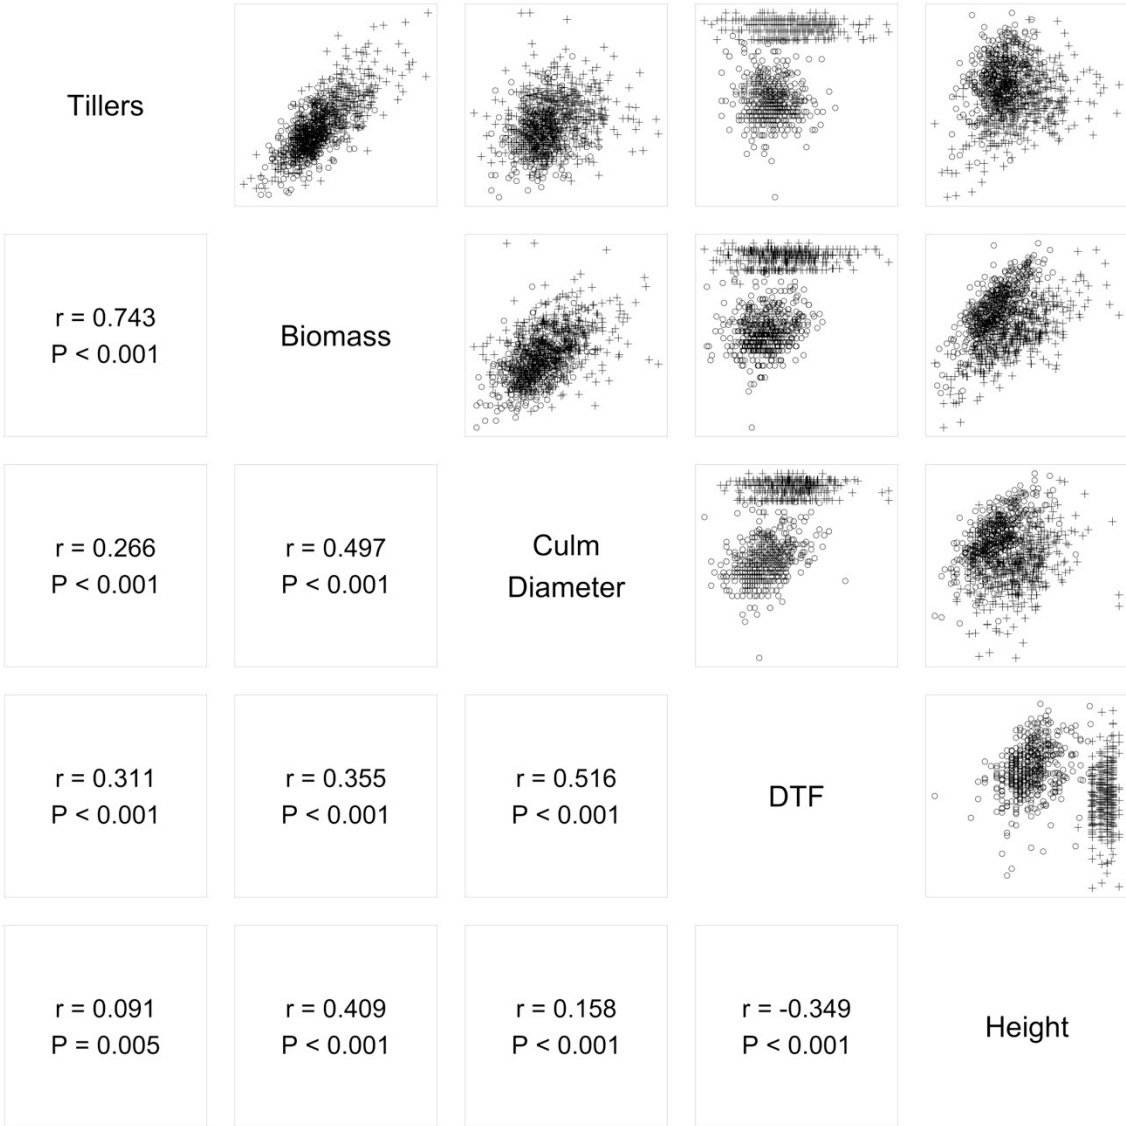 Tillers
r = 0.743
P < 0.001
Biomass
r = 0.266
P < 0.001
r = 0.497
P < 0.001
Culm
Diameter
r = 0.311
P < 0.001
r = 0.355
P < 0.001
r = 0.516
P < 0.001
DTF
r = 0.091
P = 0.005
r = 0.409
P < 0.001
r = 0.158
P < 0.001
r = -0.349
P < 0.001
Height